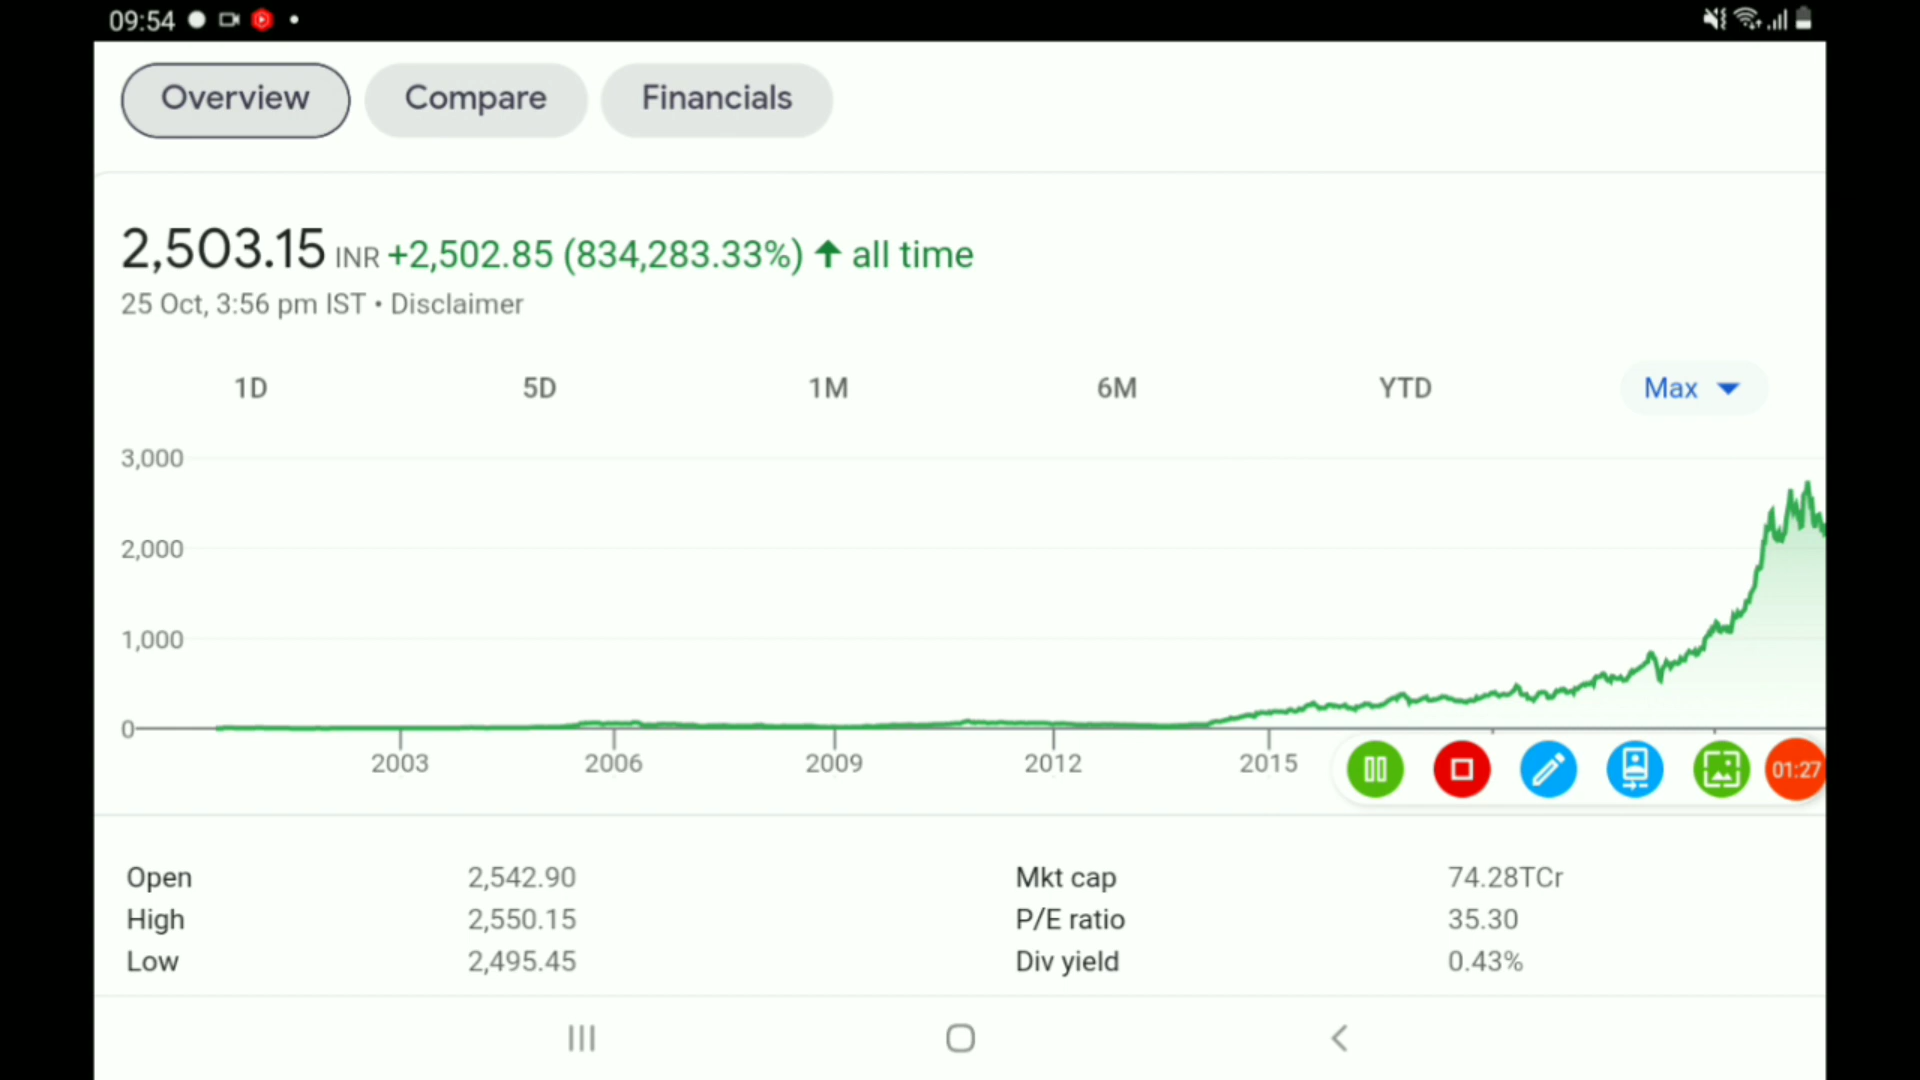 09:54
Overview Compare Financials
2,503.15 INR +2,502.85 (834,283.33%) ↑ all time
25 Oct, 3:56 pm IST • Disclaimer
1D 5D 1M 6M YTD Max
3,000
2,000
1,000
0
2003 2006 2009 2012 2015
01:27
Open 2,542.90 Mkt cap 74.28TCr
High 2,550.15 P/E ratio 35.30
Low 2,495.45 Div yield 0.43%